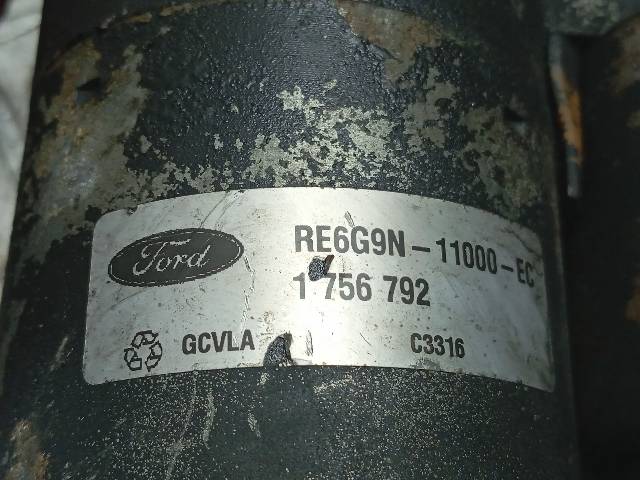 Ford
RE6G9N-11000-EC
1 756 792
GCVLA C3316